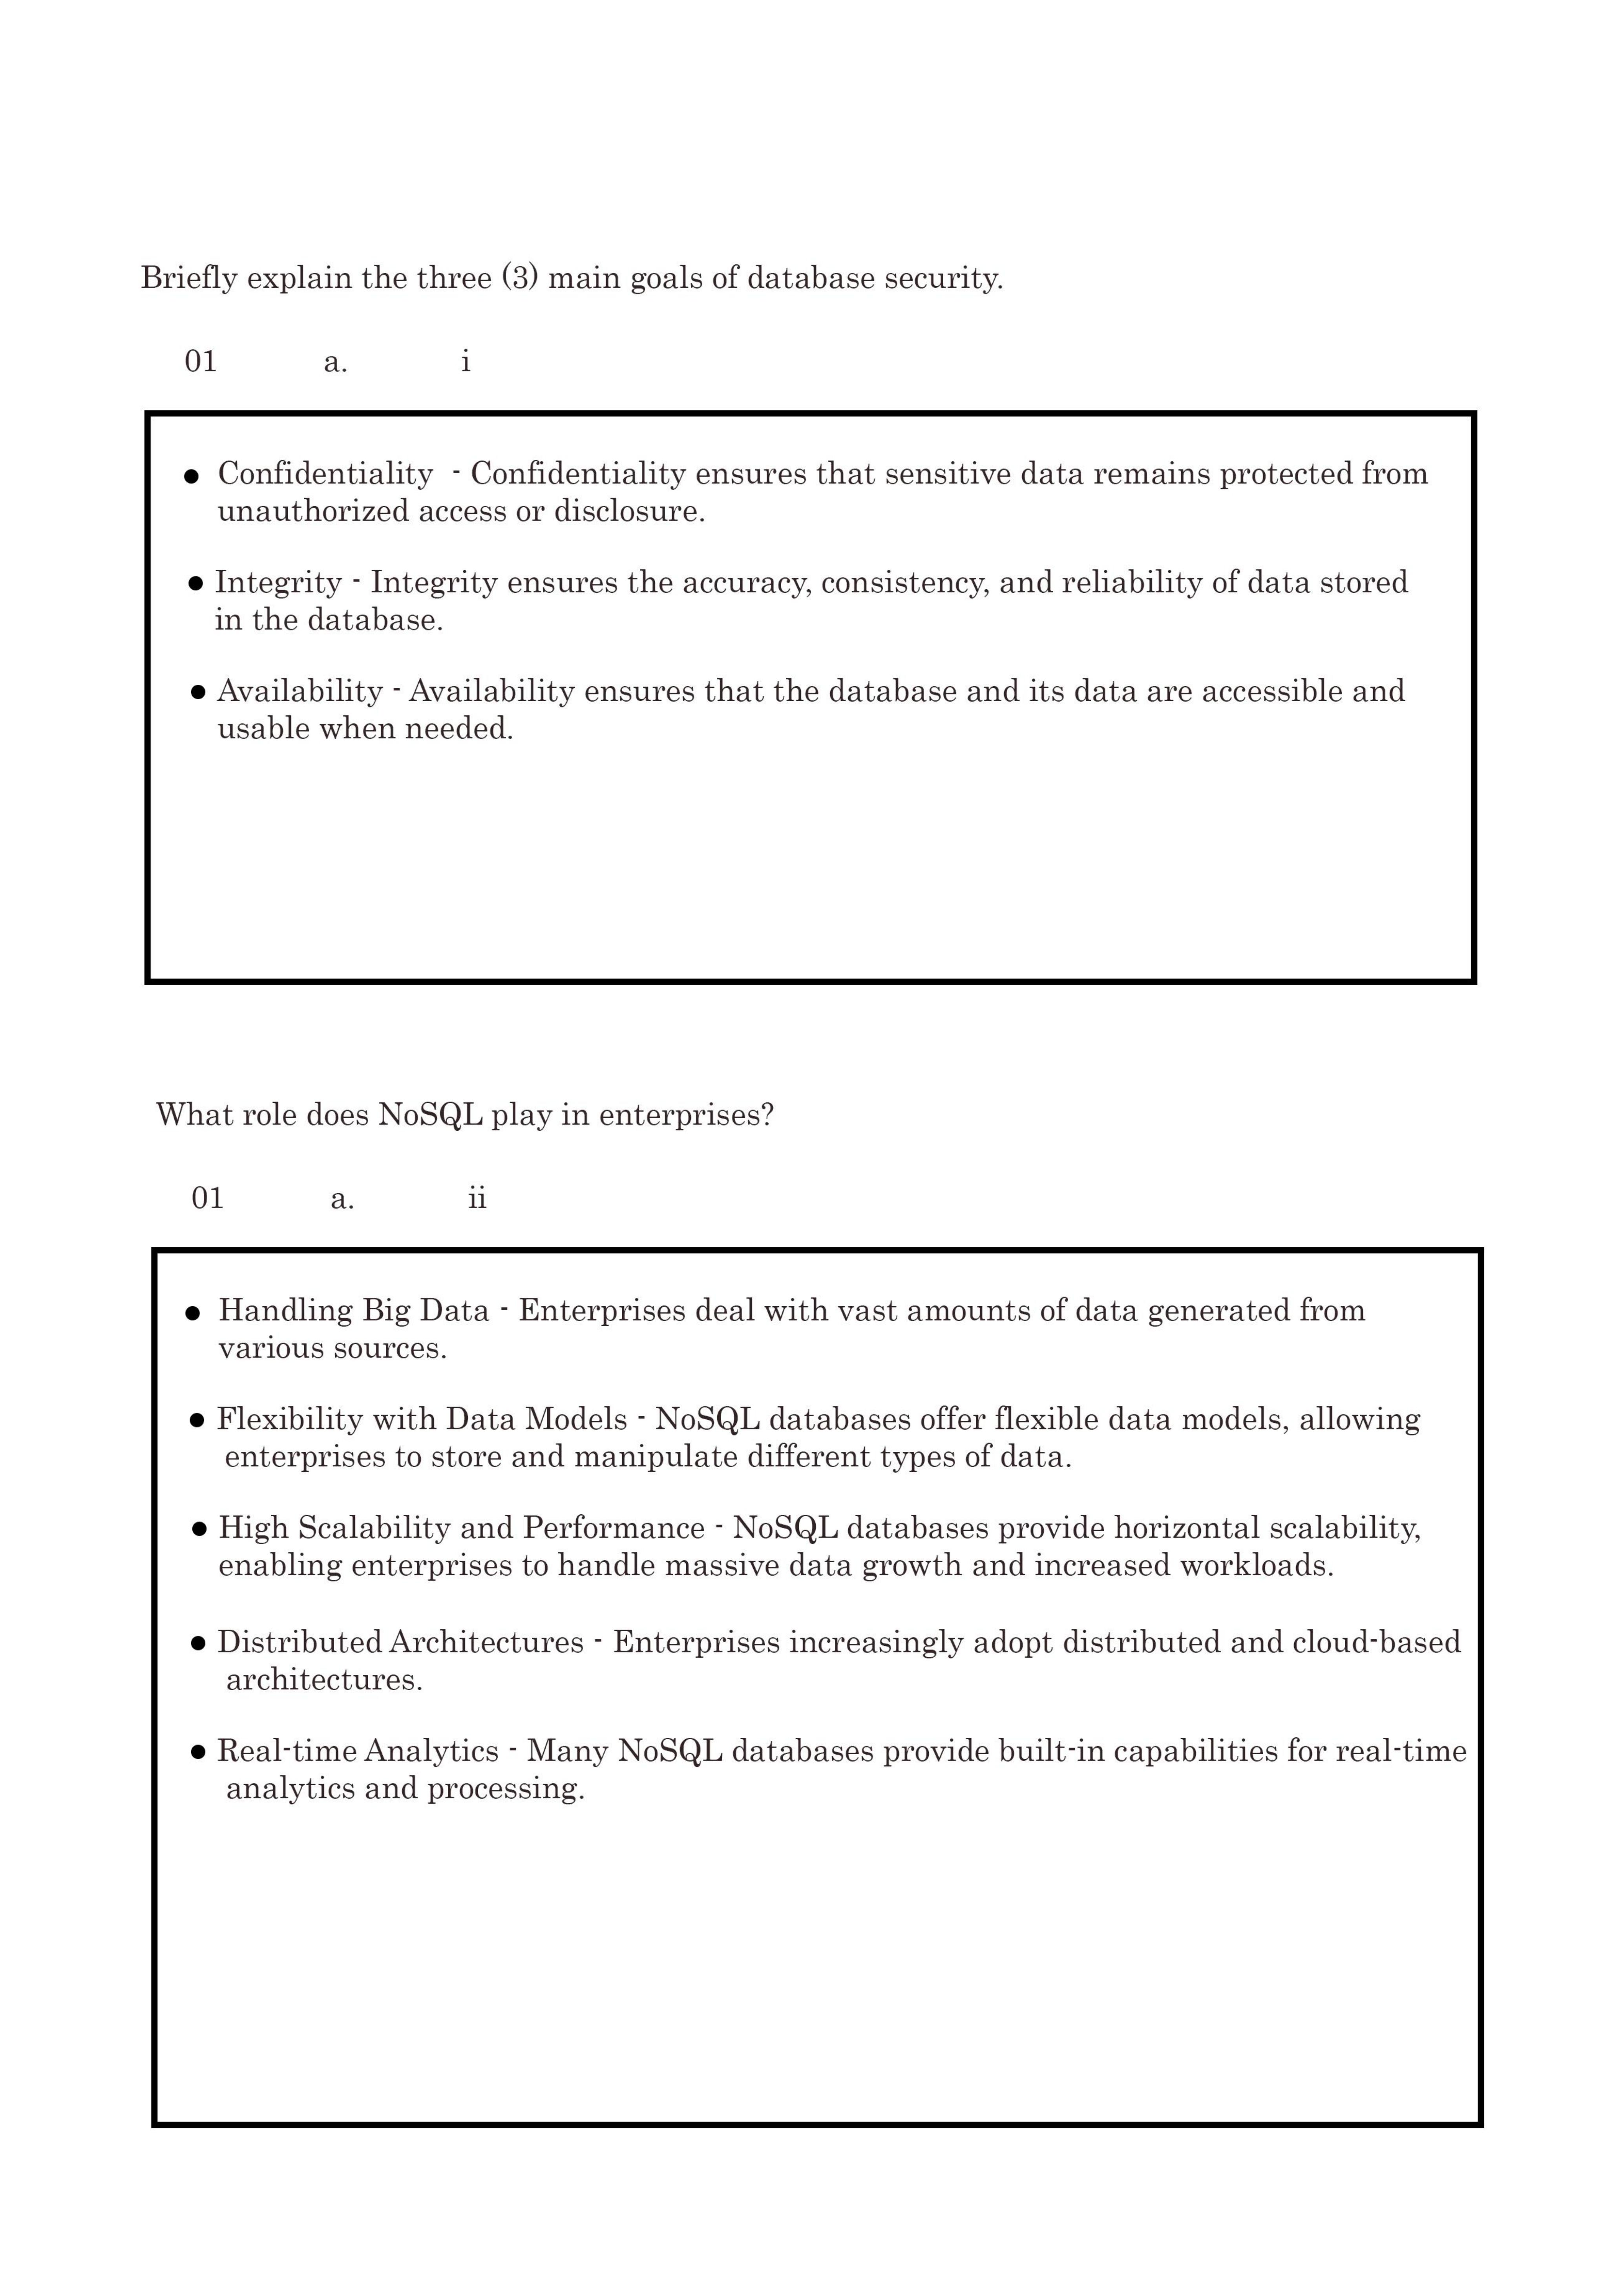 Briefly explain the three (3) main goals of database security.
01 a. i
● Confidentiality - Confidentiality ensures that sensitive data remains protected from
unauthorized access or disclosure.
● Integrity - Integrity ensures the accuracy, consistency, and reliability of data stored
in the database.
● Availability - Availability ensures that the database and its data are accessible and
usable when needed.
What role does NoSQL play in enterprises?
01 a. ii
● Handling Big Data - Enterprises deal with vast amounts of data generated from
various sources.
● Flexibility with Data Models - NoSQL databases offer flexible data models, allowing
enterprises to store and manipulate different types of data.
● High Scalability and Performance - NoSQL databases provide horizontal scalability,
enabling enterprises to handle massive data growth and increased workloads.
● Distributed Architectures - Enterprises increasingly adopt distributed and cloud-based
architectures.
● Real-time Analytics - Many NoSQL databases provide built-in capabilities for real-time
analytics and processing.